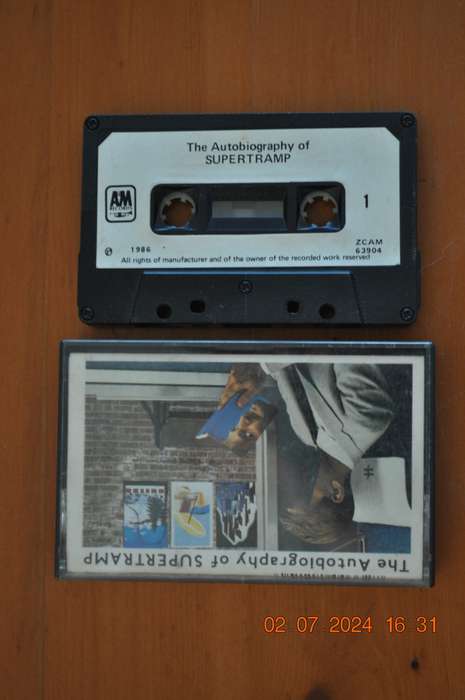 The Autobiography of
SUPERTRAMP
A&M
RECORDS
1
℗ 1986
ZCAM
63904
All rights of manufacturer and of the owner of the recorded work reserved
The Autobiography of SUPERTRAMP
02 07 2024 16 31